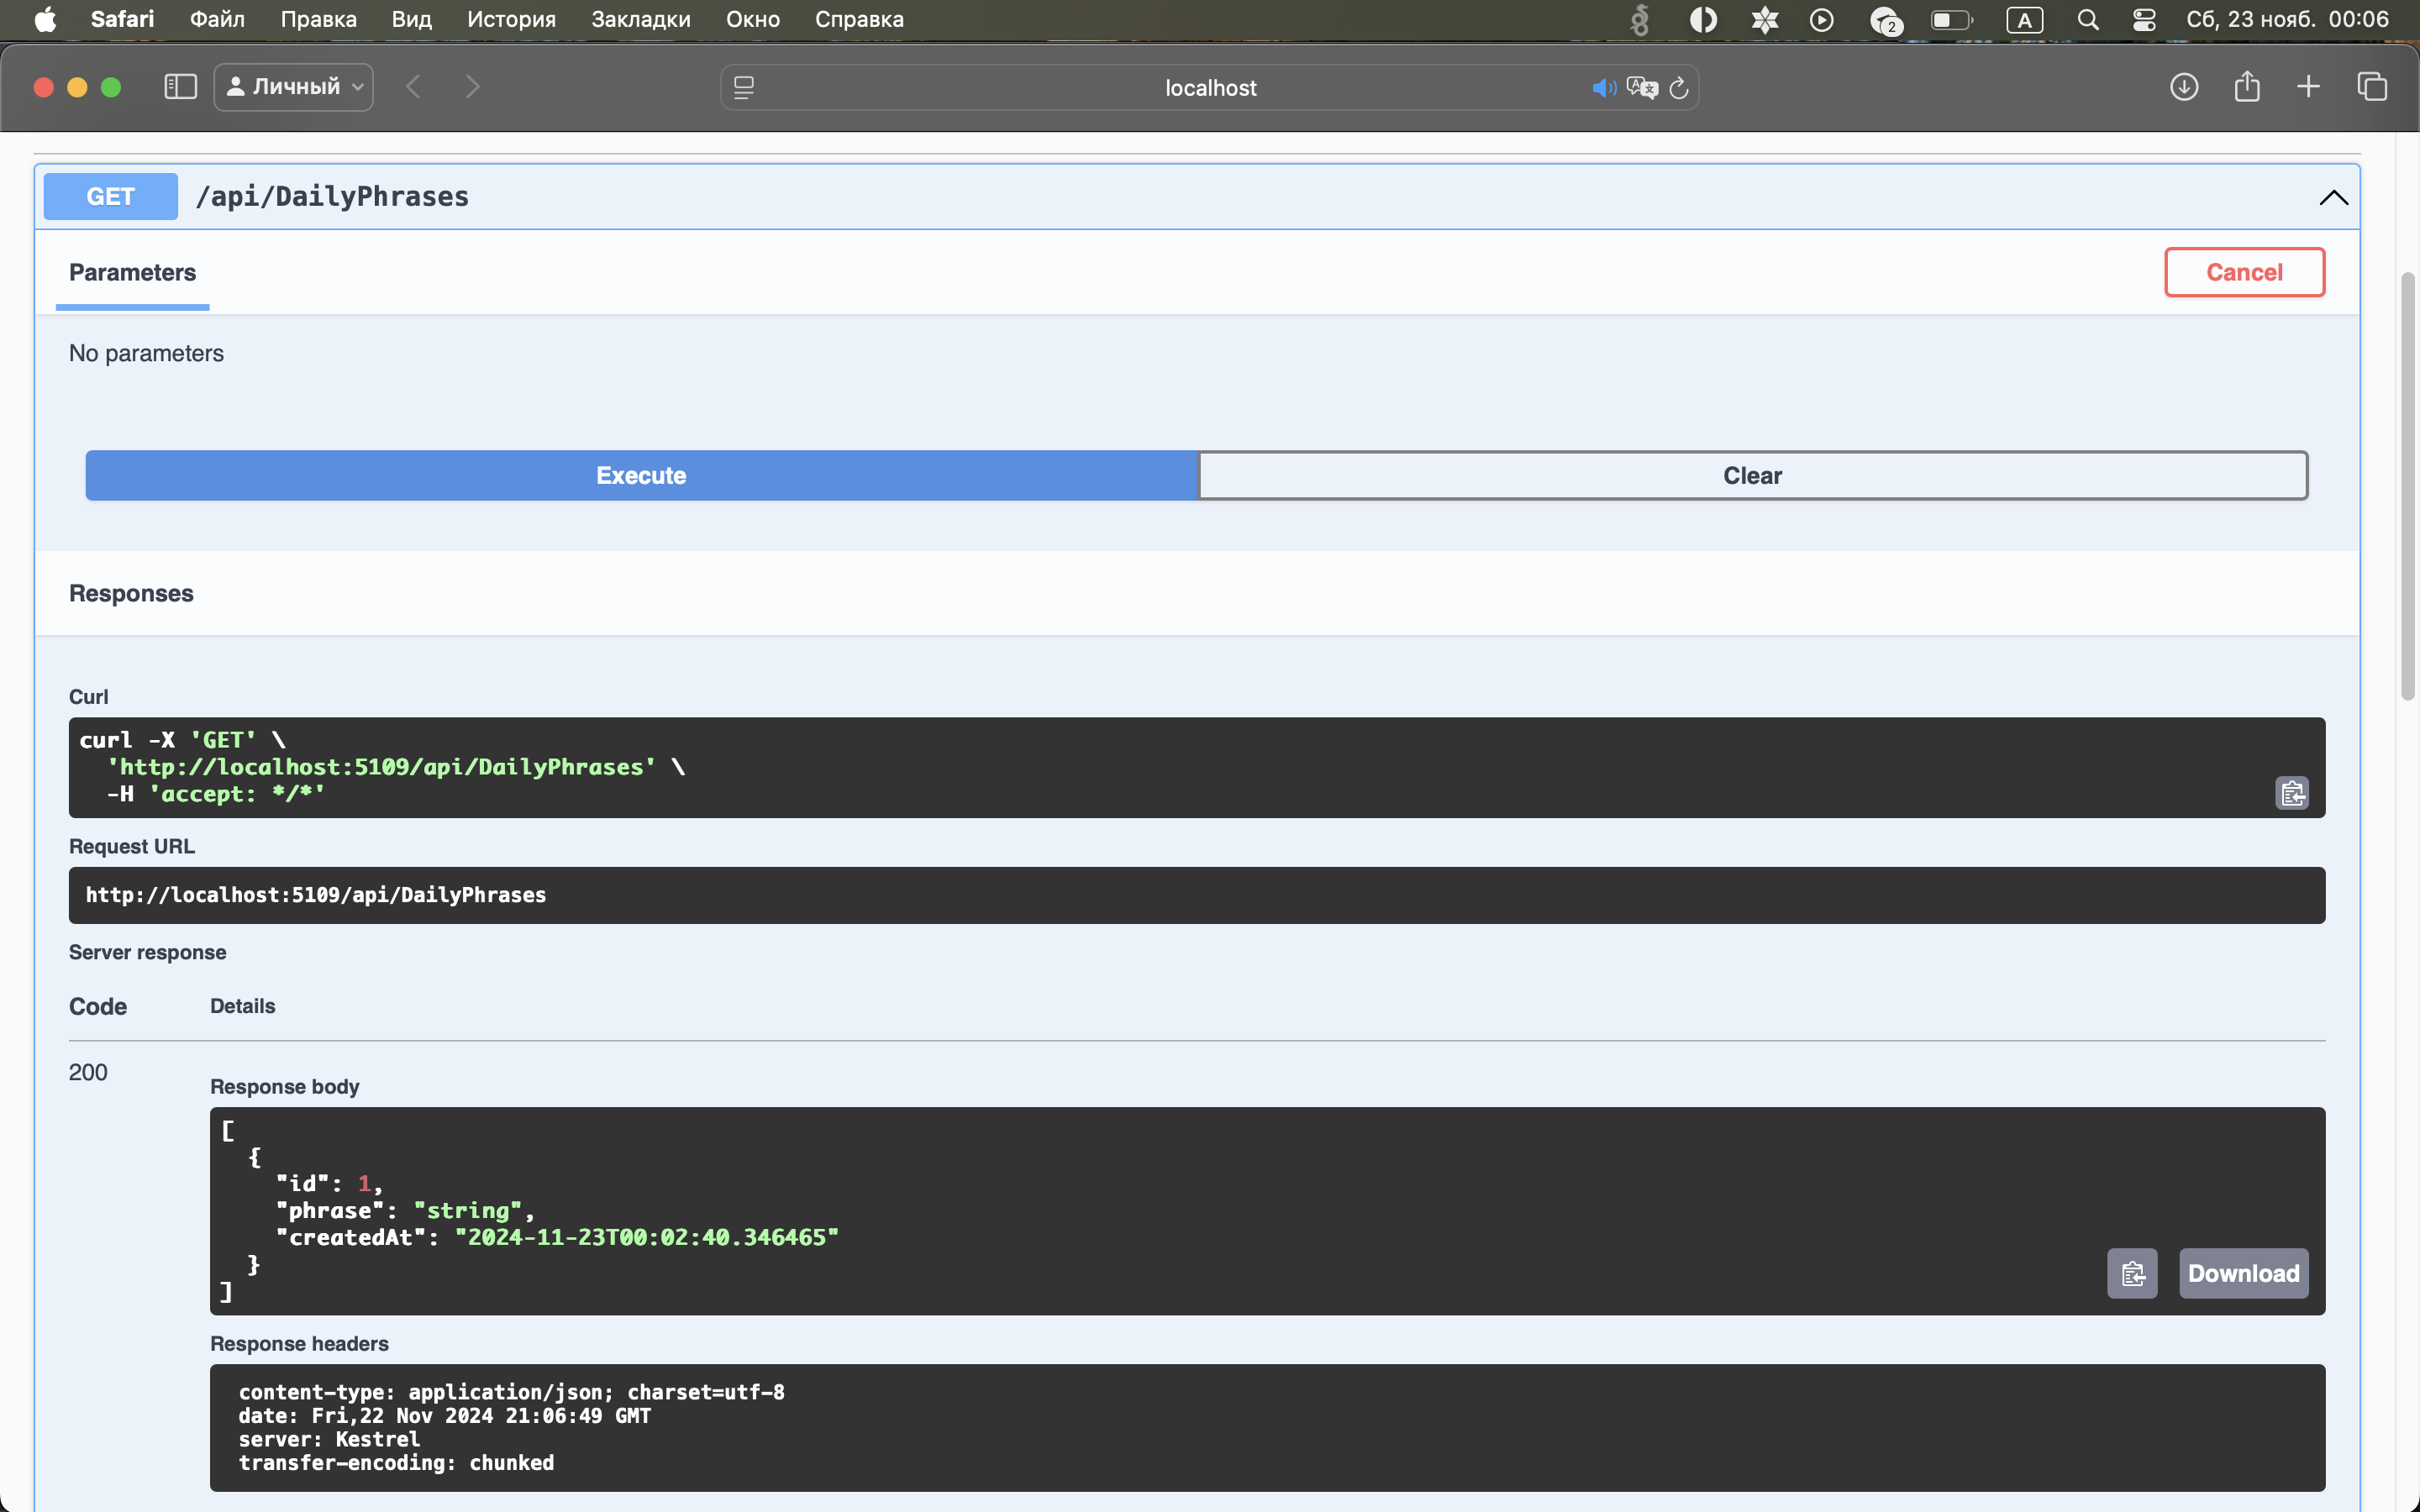 Safari Файл Правка Вид История Закладки Окно Справка 2 A Сб, 23 нояб. 00:06
Личный localhost
GET /api/DailyPhrases
Parameters Cancel
No parameters
Execute Clear
Responses
Curl
curl -X 'GET' \
'http://localhost:5109/api/DailyPhrases' \
-H 'accept: */*'
Request URL
http://localhost:5109/api/DailyPhrases
Server response
Code Details
200
Response body
[
{
"id": 1,
"phrase": "string",
"createdAt": "2024-11-23T00:02:40.346465"
}
]
Download
Response headers
content-type: application/json; charset=utf-8
date: Fri,22 Nov 2024 21:06:49 GMT
server: Kestrel
transfer-encoding: chunked